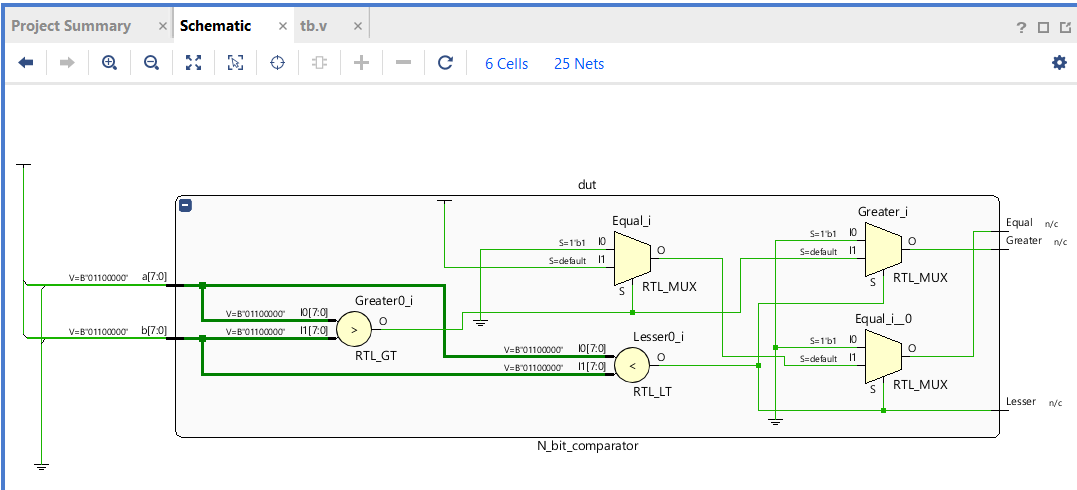 Project Summary × Schematic × tb.v ×
? 
6 Cells 25 Nets
dut
Greater_i
Equal_i
Equal n/c
S=1'b1 I0
S=1'b1 I0
O
Greater n/c
O
S=default I1
S=default I1
S
RTL_MUX
S
RTL_MUX
V=B"01100000" a[7:0]
Greater0_i
V=B"01100000" I0[7:0]
O
V=B"01100000" b[7:0]
V=B"01100000" I1[7:0]
>
RTL_GT
Equal_i__0
Lesser0_i
S=1'b1 I0
O
V=B"01100000" I0[7:0]
O
S=default I1
V=B"01100000" I1[7:0]
<
RTL_LT
S
RTL_MUX
Lesser n/c
N_bit_comparator